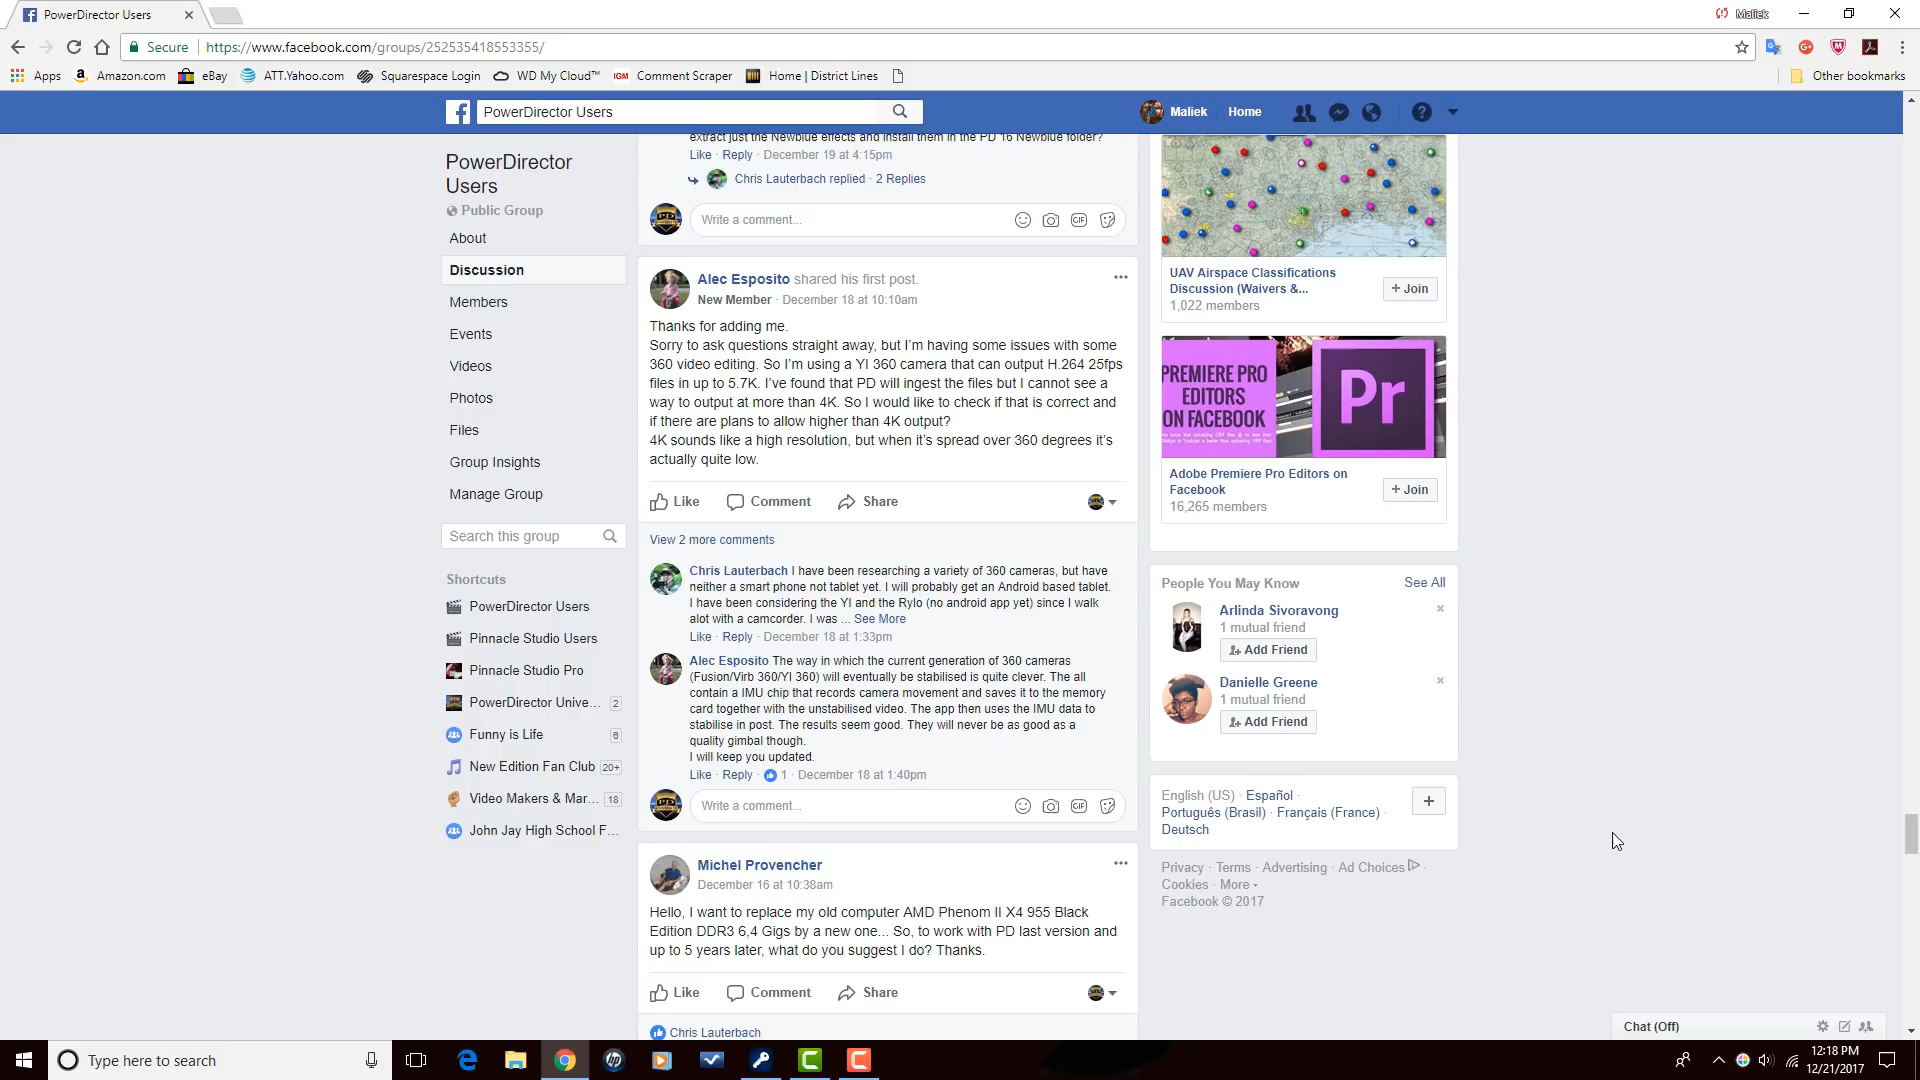 PowerDirector Users
Maliek
Secure
https://www.facebook.com/groups/252535418553355/
Apps
Amazon.com
eBay
ATT.Yahoo.com
Squarespace Login
WD My Cloud™
IGM
Comment Scraper
Home | District Lines
Other bookmarks
PowerDirector Users
Maliek
Home
PowerDirector
Users
Public Group
About
Discussion
Members
Events
Videos
Photos
Files
Group Insights
Manage Group
Search this group
Shortcuts
PowerDirector Users
Pinnacle Studio Users
Pinnacle Studio Pro
PowerDirector Unive... 2
Funny is Life 6
New Edition Fan Club 20+
Video Makers & Mar... 18
John Jay High School F...
extract just the Newblue effects and install them in the PD 16 Newblue folder?
Like · Reply · December 19 at 4:15pm
Chris Lauterbach replied · 2 Replies
Write a comment...
GIF
Alec Esposito shared his first post.
New Member · December 18 at 10:10am
Thanks for adding me.
Sorry to ask questions straight away, but I'm having some issues with some
360 video editing. So I'm using a YI 360 camera that can output H.264 25fps
files in up to 5.7K. I've found that PD will ingest the files but I cannot see a
way to output at more than 4K. So I would like to check if that is correct and
if there are plans to allow higher than 4K output?
4K sounds like a high resolution, but when it's spread over 360 degrees it's
actually quite low.
Like
Comment
Share
View 2 more comments
Chris Lauterbach I have been researching a variety of 360 cameras, but have
neither a smart phone not tablet yet. I will probably get an Android based tablet.
I have been considering the YI and the Rylo (no android app yet) since I walk
alot with a camcorder. I was ... See More
Like · Reply · December 18 at 1:33pm
Alec Esposito The way in which the current generation of 360 cameras
(Fusion/Virb 360/YI 360) will eventually be stabilised is quite clever. The all
contain a IMU chip that records camera movement and saves it to the memory
card together with the unstabilised video. The app then uses the IMU data to
stabilise in post. The results seem good. They will never be as good as a
quality gimbal though.
I will keep you updated.
Like · Reply · 1 · December 18 at 1:40pm
Write a comment...
GIF
Michel Provencher
December 16 at 10:38am
Hello, I want to replace my old computer AMD Phenom II X4 955 Black
Edition DDR3 6,4 Gigs by a new one... So, to work with PD last version and
up to 5 years later, what do you suggest I do? Thanks.
Like
Comment
Share
Chris Lauterbach
UAV Airspace Classifications
Discussion (Waivers &...
1,022 members
+ Join
PREMIERE PRO
EDITORS
ON FACEBOOK
Pr
Adobe Premiere Pro Editors on
Facebook
16,265 members
+ Join
People You May Know
See All
Arlinda Sivoravong
1 mutual friend
Add Friend
Danielle Greene
1 mutual friend
Add Friend
English (US) · Español ·
Português (Brasil) · Français (France) ·
Deutsch
+
Privacy · Terms · Advertising · Ad Choices ·
Cookies · More
Facebook © 2017
Chat (Off)
Type here to search
12:18 PM
12/21/2017